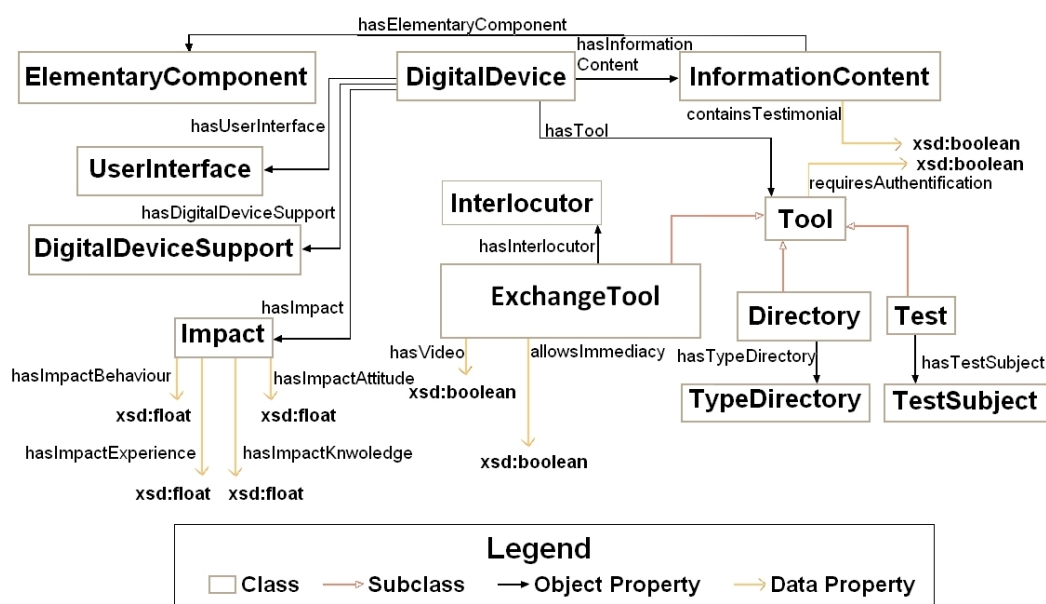 hasElementaryComponent
hasInformation
Content
ElementaryComponent
DigitalDevice
InformationContent
hasUserInterface
hasTool
containsTestimonial
xsd:boolean
xsd:boolean
UserInterface
requiresAuthentification
hasDigitalDeviceSupport
Interlocutor
Tool
DigitalDeviceSupport
hasInterlocutor
ExchangeTool
hasImpact
Impact
Directory
Test
hasVideo
allowsImmediacy
hasTypeDirectory
hasTestSubject
hasImpactBehaviour
hasImpactAttitude
xsd:boolean
TypeDirectory
TestSubject
xsd:float
xsd:float
hasImpactExperience
hasImpactKnwoledge
xsd:boolean
xsd:float
xsd:float
Legend
Class
Subclass
Object Property
Data Property